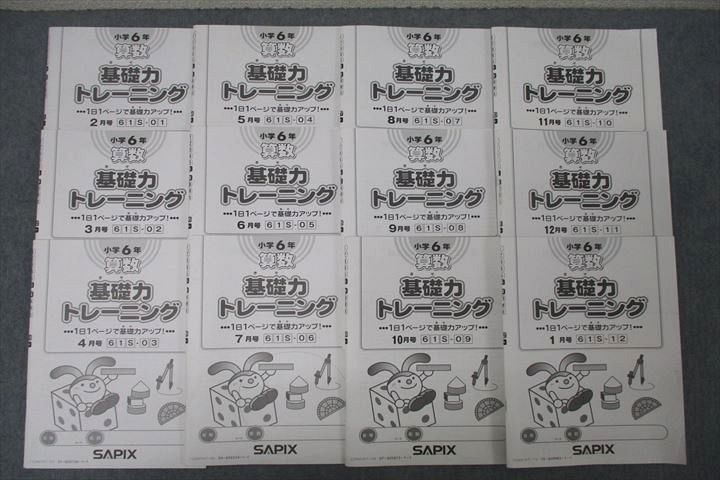 小学6年
算数
基礎力
トレーニング
•••1日1ページで基礎力アップ!•••
2月号 61S-01
小学6年
算数
基礎力
トレーニング
•••1日1ページで基礎力アップ!•••
3月号 61S-02
小学6年
算数
基礎力
トレーニング
•••1日1ページで基礎力アップ!•••
4月号 61S-03
SAPIX
小学6年
算数
基礎力
トレーニング
•••1日1ページで基礎力アップ!•••
5月号 61S-04
小学6年
算数
基礎力
トレーニング
•••1日1ページで基礎力アップ!•••
6月号 61S-05
小学6年
算数
基礎力
トレーニング
•••1日1ページで基礎力アップ!•••
7月号 61S-06
SAPIX
小学6年
算数
基礎力
トレーニング
•••1日1ページで基礎力アップ!•••
8月号 61S-07
小学6年
算数
基礎力
トレーニング
•••1日1ページで基礎力アップ!•••
9月号 61S-08
小学6年
算数
基礎力
トレーニング
•••1日1ページで基礎力アップ!•••
10月号 61S-09
SAPIX
小学6年
算数
基礎力
トレーニング
•••1日1ページで基礎力アップ!•••
11月号 61S-10
小学6年
算数
基礎力
トレーニング
•••1日1ページで基礎力アップ!•••
12月号 61S-11
小学6年
算数
基礎力
トレーニング
•••1日1ページで基礎力アップ!•••
1月号 61S-12
SAPIX